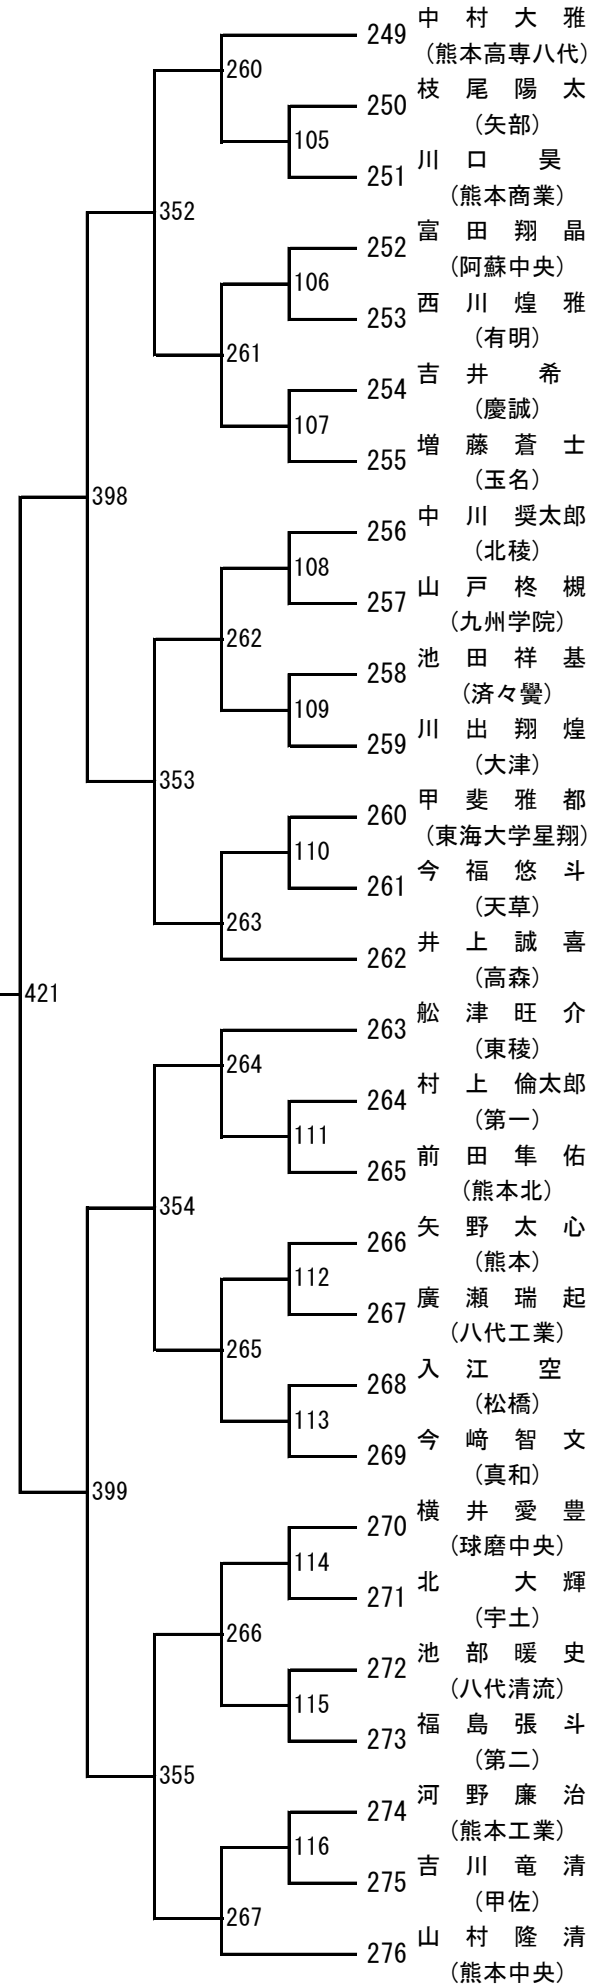 249 中村大雅
(熊本高専八代)
260
250 枝尾陽太
(矢部)
105
251 川口昊
(熊本商業)
352
252 富田翔晶
(阿蘇中央)
106
253 西川煌雅
(有明)
261
254 吉井希
(慶誠)
107
255 増藤蒼士
(玉名)
398
256 中川奨太郎
(北稜)
108
257 山戸柊槻
(九州学院)
262
258 池田祥基
(済々黌)
109
259 川出翔煌
(大津)
353
260 甲斐雅都
(東海大学星翔)
110
261 今福悠斗
(天草)
263
262 井上誠喜
(高森)
421
263 舩津旺介
(東稜)
264
264 村上倫太郎
(第一)
111
265 前田隼佑
(熊本北)
354
266 矢野太心
(熊本)
112
267 廣瀬瑞起
(八代工業)
265
268 入江空
(松橋)
113
269 今﨑智文
(真和)
399
270 横井愛豊
(球磨中央)
114
271 北大輝
(宇土)
266
272 池部暖史
(八代清流)
115
273 福島張斗
(第二)
355
274 河野廉治
(熊本工業)
116
275 吉川竜清
(甲佐)
267
276 山村隆清
(熊本中央)